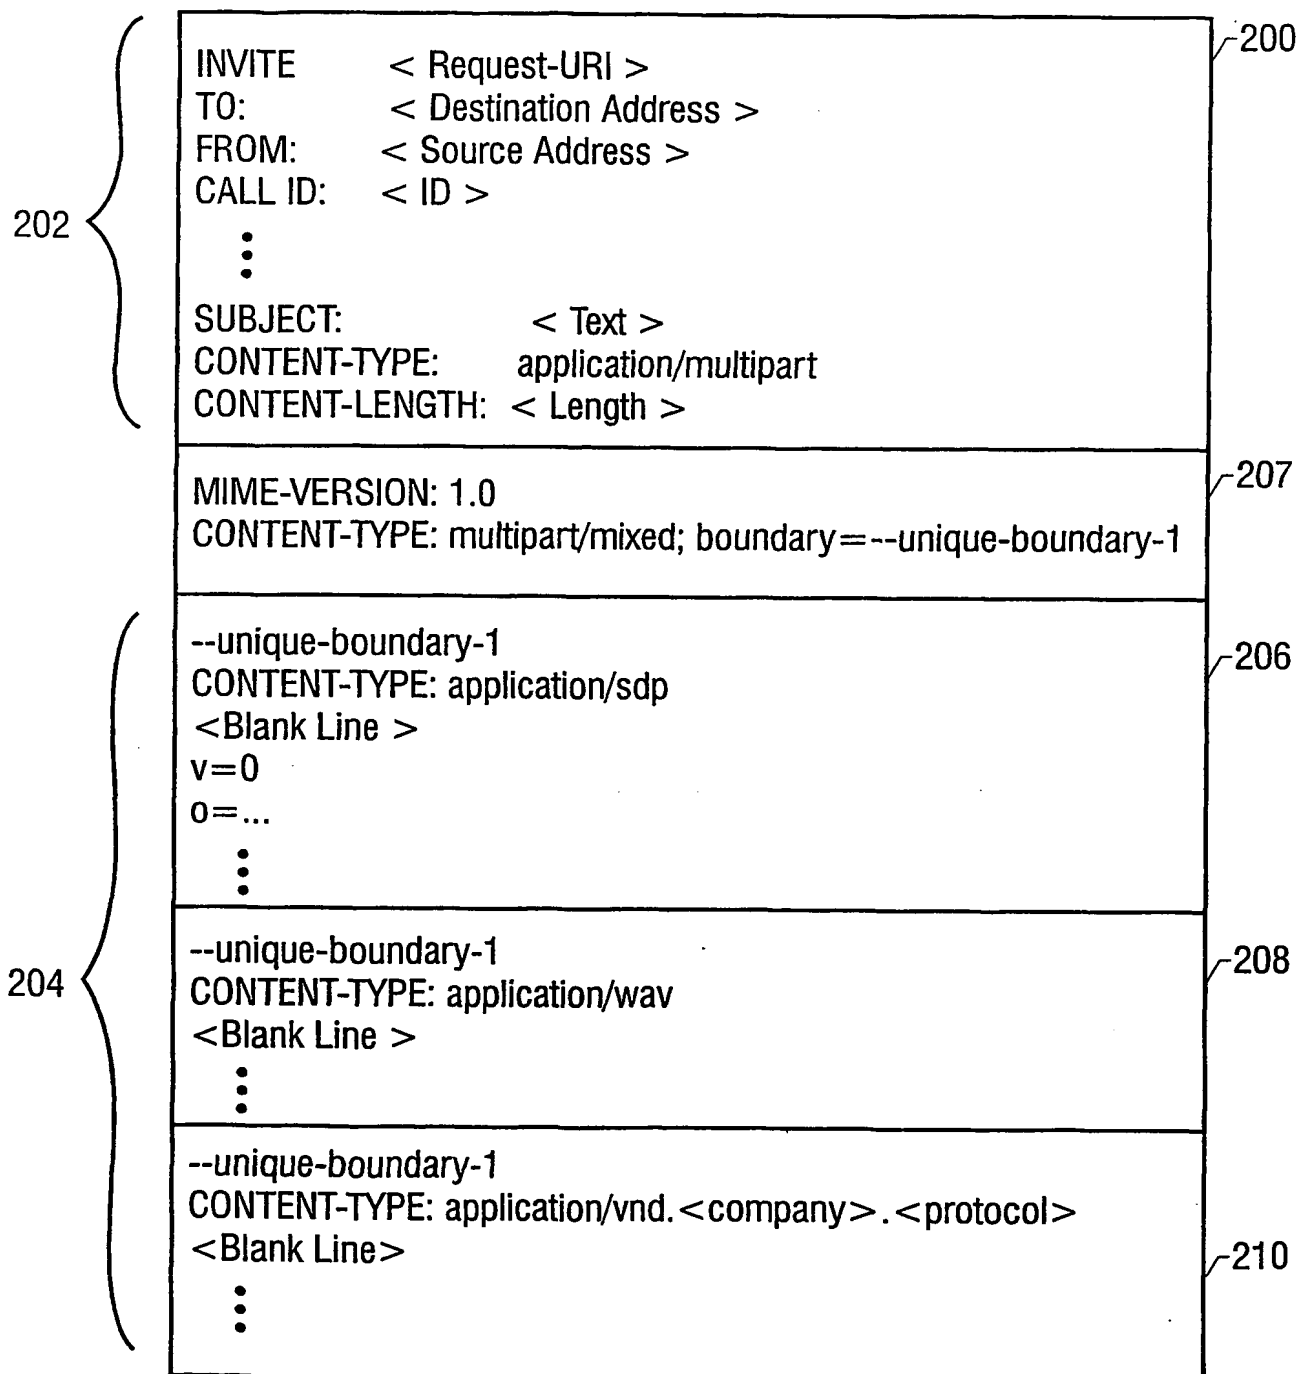 200
INVITE < Request-URI >
TO: < Destination Address >
FROM: < Source Address >
CALL ID: < ID >
202
SUBJECT: < Text >
CONTENT-TYPE: application/multipart
CONTENT-LENGTH: < Length >
207
MIME-VERSION: 1.0
CONTENT-TYPE: multipart/mixed; boundary=--unique-boundary-1
--unique-boundary-1
206
CONTENT-TYPE: application/sdp
<Blank Line >
v=0
o=...
--unique-boundary-1
208
204
CONTENT-TYPE: application/wav
<Blank Line >
--unique-boundary-1
CONTENT-TYPE: application/vnd.<company>.<protocol>
<Blank Line>
210